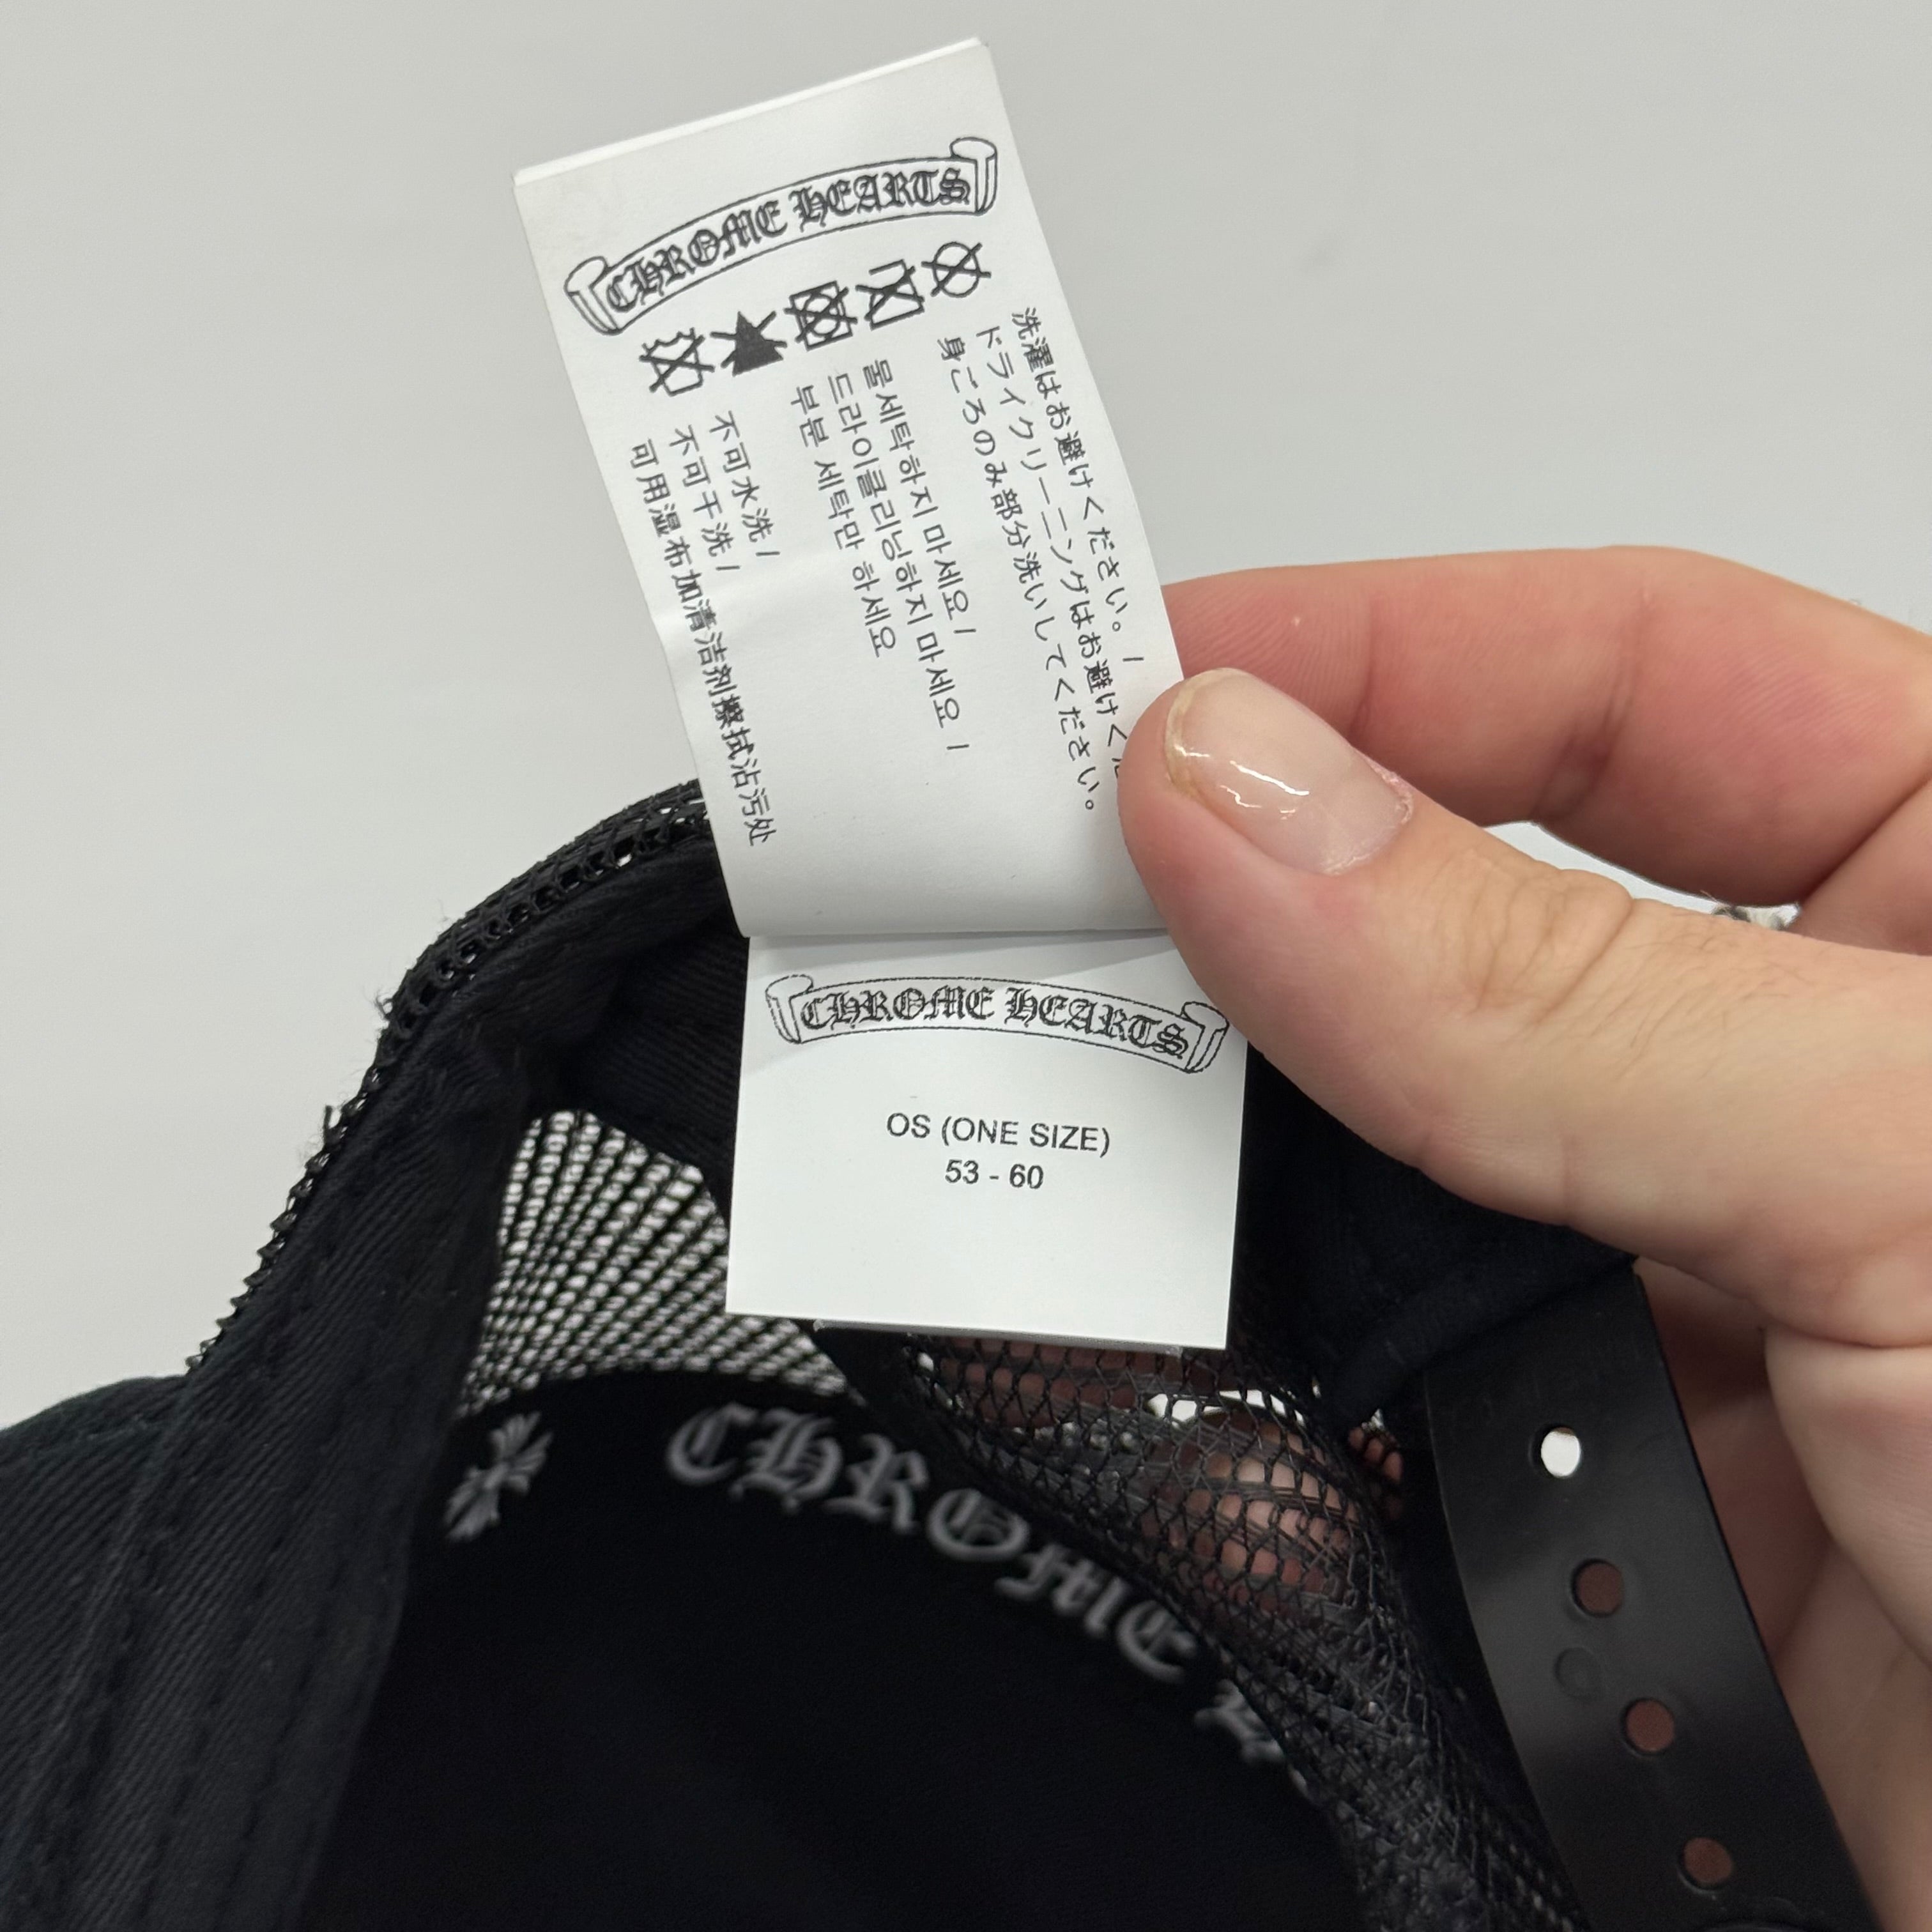 CHROME HEARTS
洗濯はお避けください。/
ドライクリーニングはお避けくだ
身ごろのみ部分洗いしてください。
물세탁하지 마세요 /
드라이클리닝하지 마세요 /
부분 세탁만 하세요
不可水洗 /
不可干洗 /
可用湿布加清洁剂擦拭沾污处
CHROME HEARTS
OS (ONE SIZE)
53 - 60
CHROME